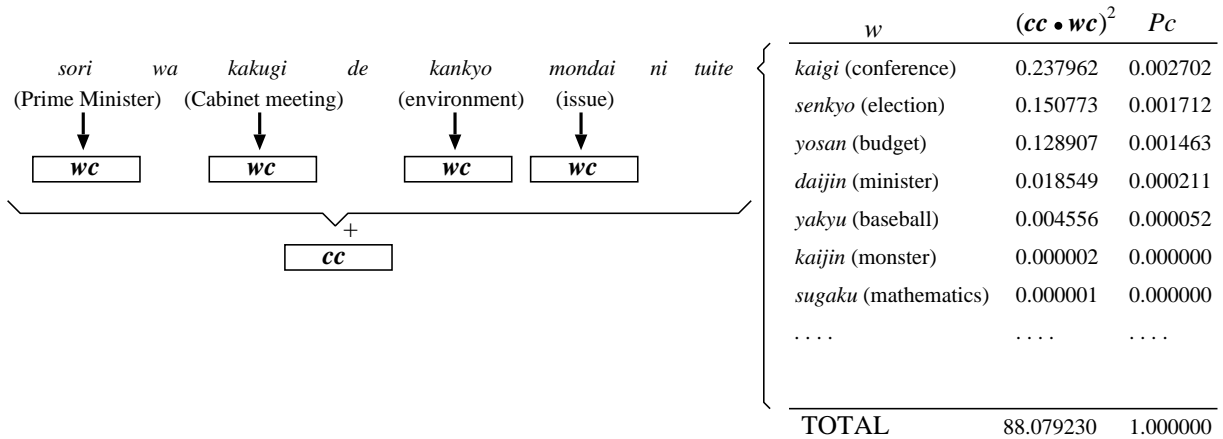 sori wa kakugi de kankyo mondai ni tuite
(Prime Minister) (Cabinet meeting) (environment) (issue)
wc wc wc wc
+
cc
w (cc • wc)² Pc
kaigi (conference) 0.237962 0.002702
senkyo (election) 0.150773 0.001712
yosan (budget) 0.128907 0.001463
daijin (minister) 0.018549 0.000211
yakyu (baseball) 0.004556 0.000052
kaijin (monster) 0.000002 0.000000
sugaku (mathematics) 0.000001 0.000000
. . . . . . . . . . . .
TOTAL 88.079230 1.000000